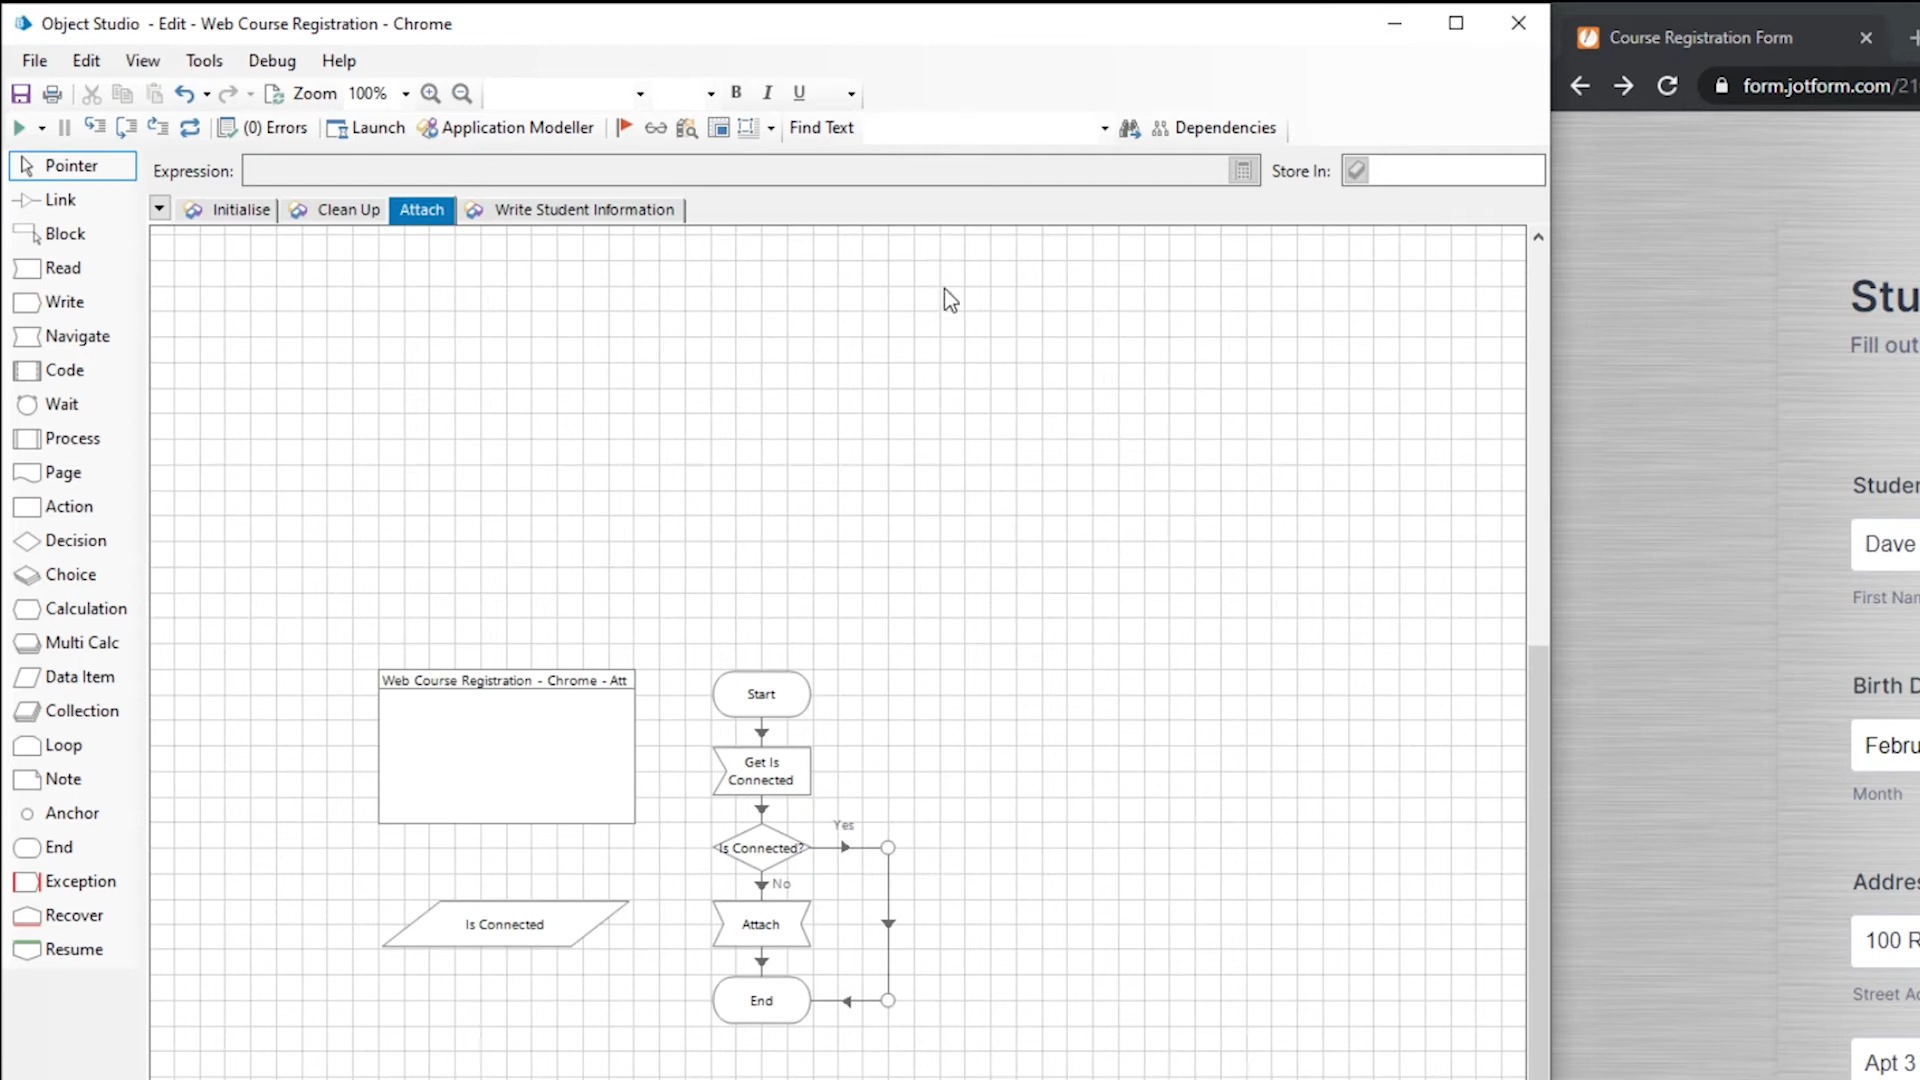 Object Studio - Edit - Web Course Registration - Chrome
File Edit View Tools Debug Help
Zoom 100% B I U
(0) Errors Launch Application Modeller Find Text Dependencies
Pointer
Link
Block
Read
Write
Navigate
Code
Wait
Process
Page
Action
Decision
Choice
Calculation
Multi Calc
Data Item
Collection
Loop
Note
Anchor
End
Exception
Recover
Resume
Expression: Store In:
Initialise Clean Up Attach Write Student Information
Web Course Registration - Chrome - Att
Is Connected
Start
Get Is
Connected
Is Connected?
Yes
No
Attach
End
Course Registration Form
form.jotform.com/21
Stu
Fill out
Studen
Dave
First Nam
Birth D
Febru
Month
Addres
100 R
Street Ad
Apt 3